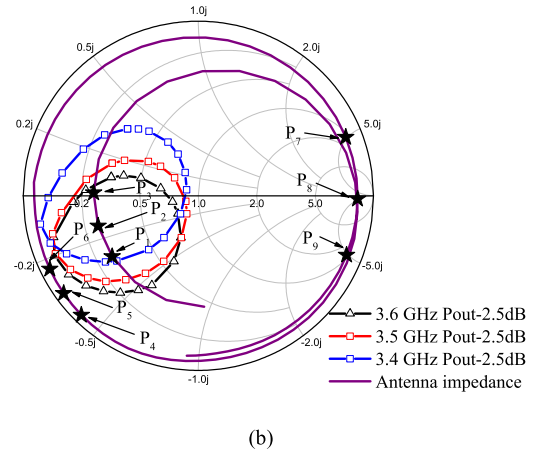 1.0j
0.5j
2.0j
0.2j
5.0j
P7
P8
P3
0.2
0.5
1.0
2.0
5.0
P2
P6
P1
P9
-0.2j
-5.0j
P5
P4
-0.5j
-2.0j
-1.0j
3.6 GHz Pout-2.5dB
3.5 GHz Pout-2.5dB
3.4 GHz Pout-2.5dB
Antenna impedance
(b)